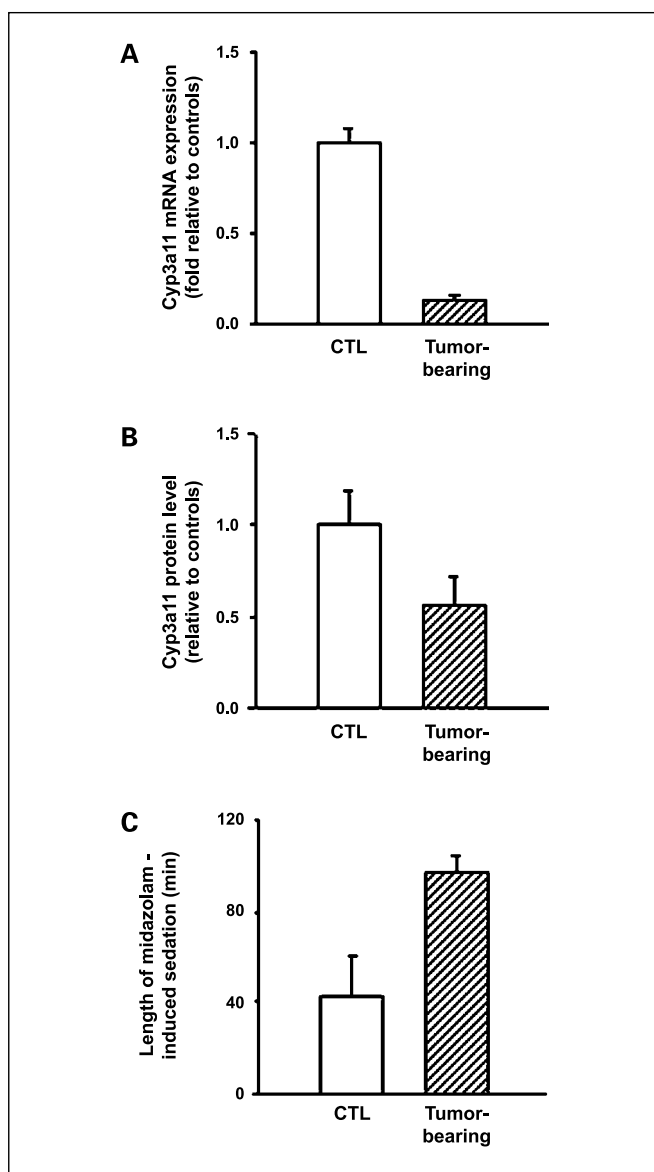 A
Cyp3a11 mRNA expression
(fold relative to controls)
1.5
1.0
0.5
0.0
CTL
Tumor-
bearing
B
Cyp3a11 protein level
(relative to controls)
1.5
1.0
0.5
0.0
CTL
Tumor-
bearing
C
Length of midazolam -
induced sedation (min)
120
80
40
0
CTL
Tumor-
bearing